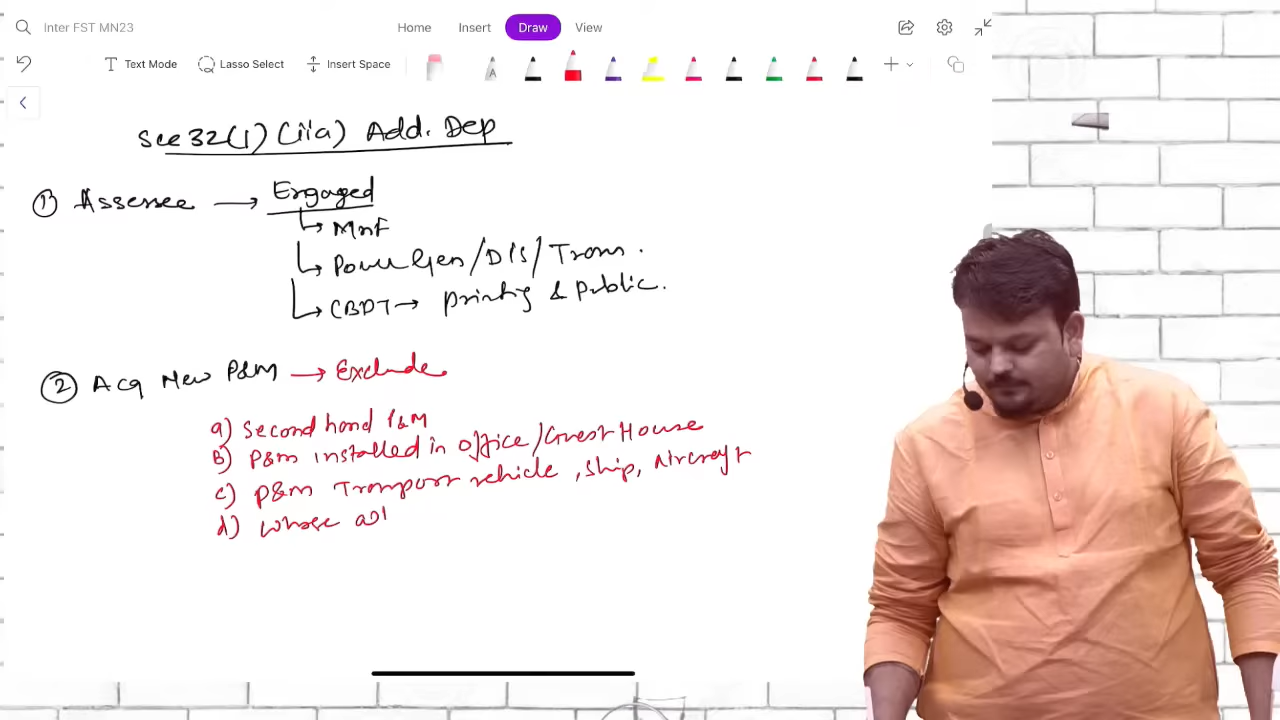 Inter FST MN23
Home Insert Draw View
Text Mode Lasso Select Insert Space
Sec 32(1)(iia) Add. Dep
① Assessee → Engaged
↳ Mnf
↳ Power Gen/Dis/Trans.
↳ CBDT → Printing & Public.
② Acq New P&M → Exclude
a) Second hand P&M
B) P&M installed in office/Guest House
c) P&M Transport vehicle, Ship, Aircraft
d) whose